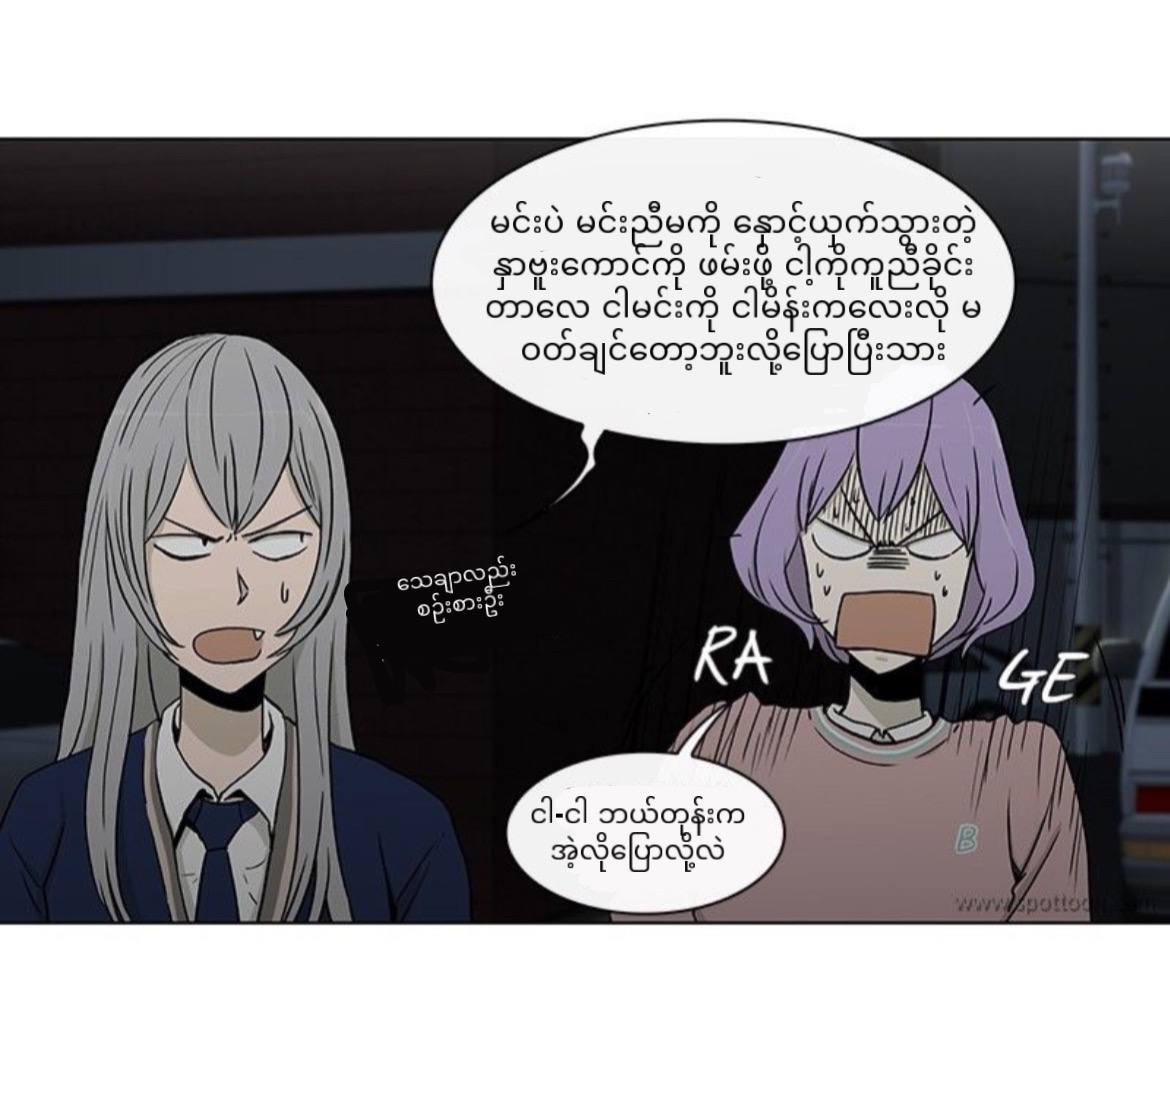 မင်းပဲ မင်းညီမကို နှောင့်ယှက်သွားတဲ့
နှာဗူးကောင်ကို ဖမ်းဖို့ ငါ့ကိုကူညီခိုင်း
တာလေ ငါမင်းကို ငါမိန်းကလေးလို မ
ဝတ်ချင်တော့ဘူးလို့ပြောပြီးသား
သေချာလည်း
စဉ်းစားဦး
RA
GE
ငါ-ငါ ဘယ်တုန်းက
အဲ့လိုပြောလို့လဲ
B
www.spottoon.com